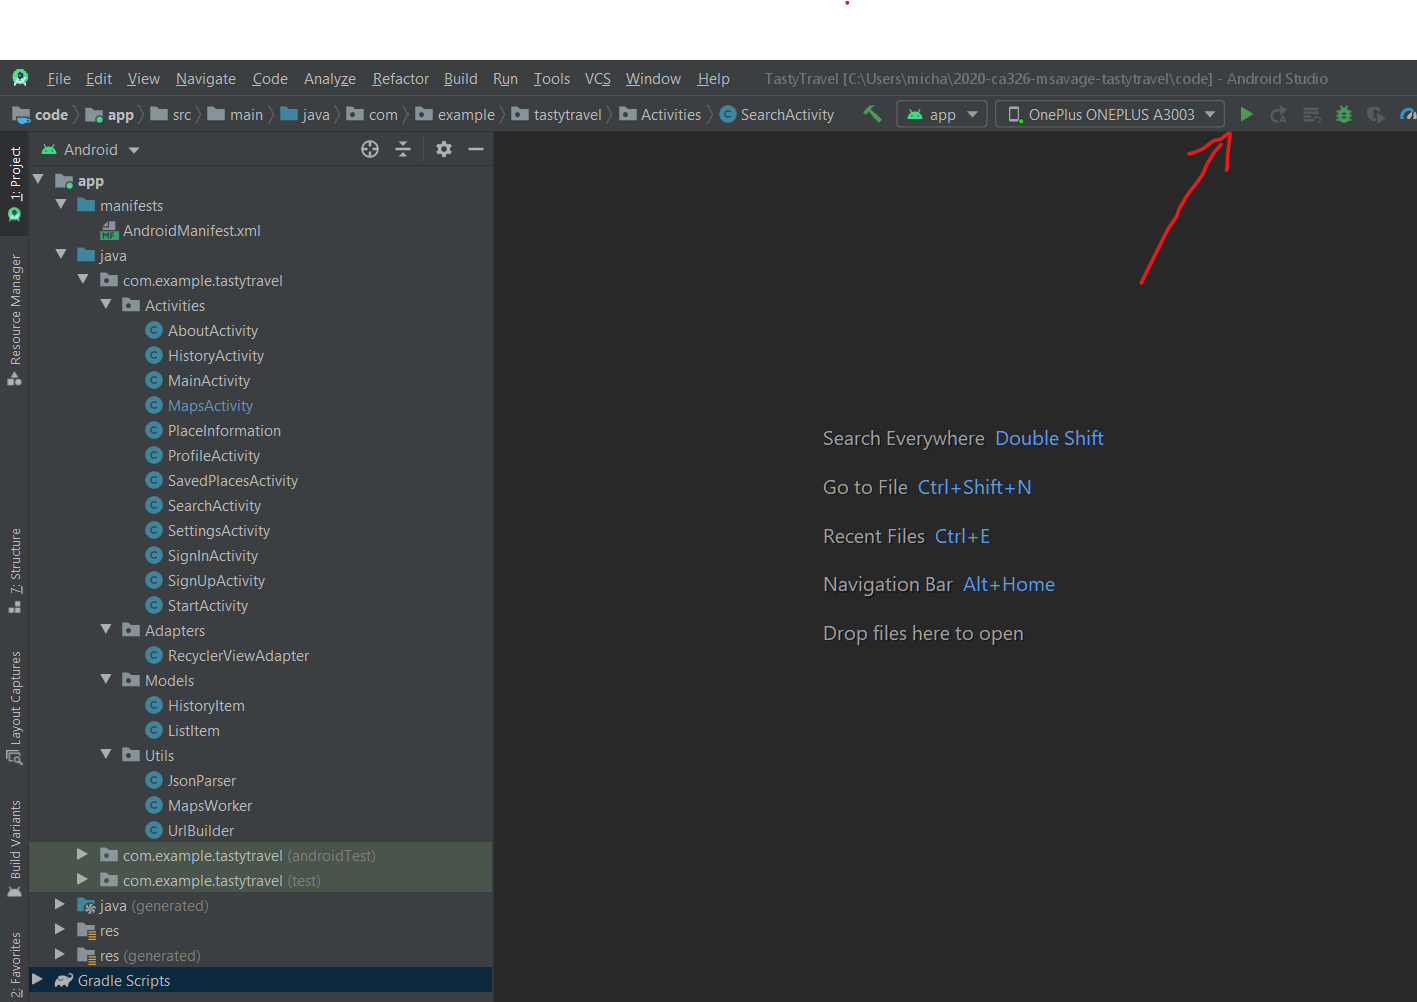 File Edit View Navigate Code Analyze Refactor Build Run Tools VCS Window Help TastyTravel [C:\Users\micha\2020-ca326-msavage-tastytravel\code] - Android Studio
code app src main java com example tastytravel Activities SearchActivity app OnePlus ONEPLUS A3003
Android
1: Project
Resource Manager
7: Structure
Layout Captures
Build Variants
2: Favorites
app
manifests
MF AndroidManifest.xml
java
com.example.tastytravel
Activities
C AboutActivity
C HistoryActivity
C MainActivity
C MapsActivity
C PlaceInformation
C ProfileActivity
C SavedPlacesActivity
C SearchActivity
C SettingsActivity
C SignInActivity
C SignUpActivity
C StartActivity
Adapters
C RecyclerViewAdapter
Models
C HistoryItem
C ListItem
Utils
C JsonParser
C MapsWorker
C UrlBuilder
com.example.tastytravel (androidTest)
com.example.tastytravel (test)
java (generated)
res
res (generated)
Gradle Scripts
Search Everywhere Double Shift
Go to File Ctrl+Shift+N
Recent Files Ctrl+E
Navigation Bar Alt+Home
Drop files here to open